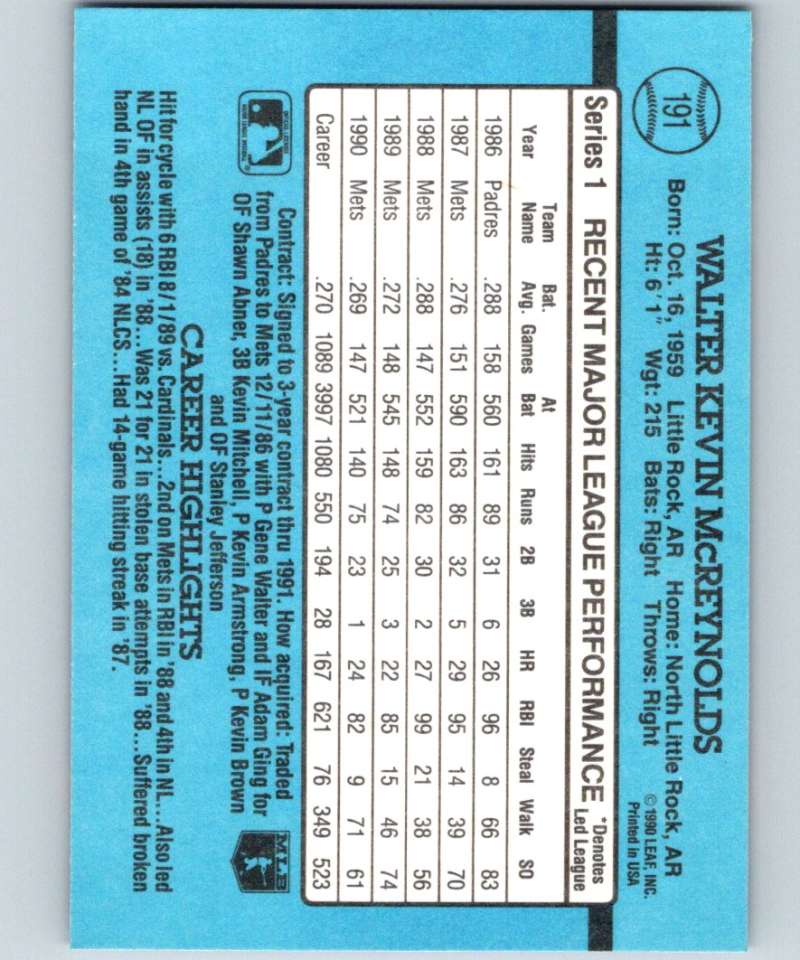 191
WALTER KEVIN McREYNOLDS
Born: Oct. 16, 1959 Little Rock, AR Home: North Little Rock, AR
Ht: 6'1" Wgt: 215 Bats: Right Throws: Right
© 1990 LEAF, INC.
Printed in USA
Series 1 RECENT MAJOR LEAGUE PERFORMANCE *Denotes Led League
Year Team Name Bat. Avg. Games At Bat Hits Runs 2B 3B HR RBI Steal Walk SO
1986 Padres .288 158 560 161 89 31 6 26 96 8 66 83
1987 Mets .276 151 590 163 86 32 5 29 95 14 39 70
1988 Mets .288 147 552 159 82 30 2 27 99 21 38 56
1989 Mets .272 148 545 148 74 25 3 22 85 15 46 74
1990 Mets .269 147 521 140 75 23 1 24 82 9 71 61
Career .270 1089 3997 1080 550 194 28 167 621 76 349 523
Contract: Signed to 3-year contract thru 1991. How acquired: Traded
from Padres to Mets 12/11/86 with P Gene Walter and IF Adam Ging for
OF Shawn Abner, 3B Kevin Mitchell, P Kevin Armstrong, P Kevin Brown
and OF Stanley Jefferson
MLB
CAREER HIGHLIGHTS
Hit for cycle with 6 RBI 8/1/89 vs. Cardinals...2nd on Mets in RBI in '88 and 4th in NL...Also led
NL OF in assists (18) in '88...Was 21 for 21 in stolen base attempts in '88...Suffered broken
hand in 4th game of '84 NLCS...Had 14-game hitting streak in '87.